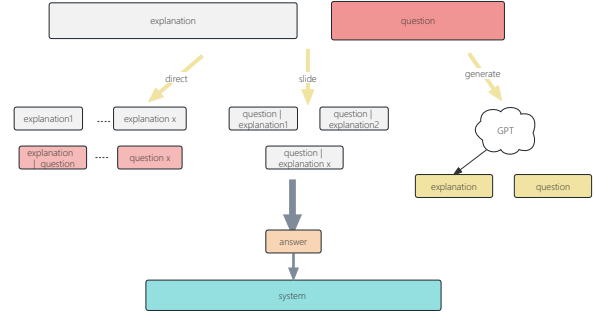 explanation
question
direct
slide
generate
explanation1
explanation x
question |
explanation1
question |
explanation2
GPT
explanation
| question
question x
question |
explanation x
explanation
question
answer
system